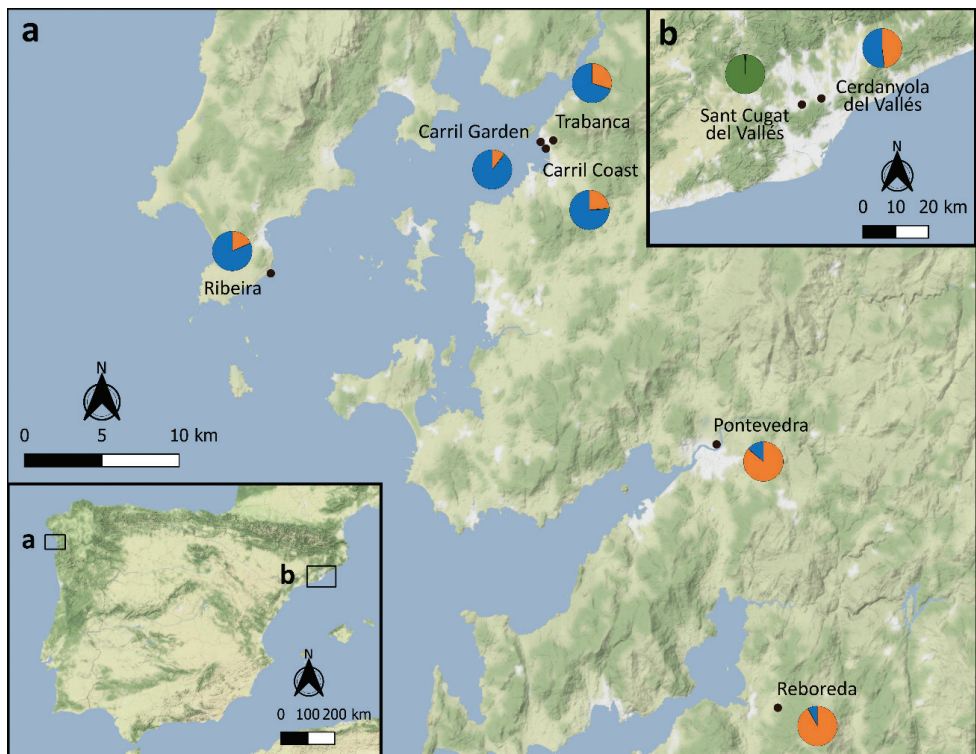 a
Trabanca
Carril Garden
Carril Coast
Ribeira
N
0 5 10 km
Pontevedra
Reboreda
b
Cerdanyola
del Vallés
Sant Cugat
del Vallés
N
0 10 20 km
a
b
N
0 100 200 km